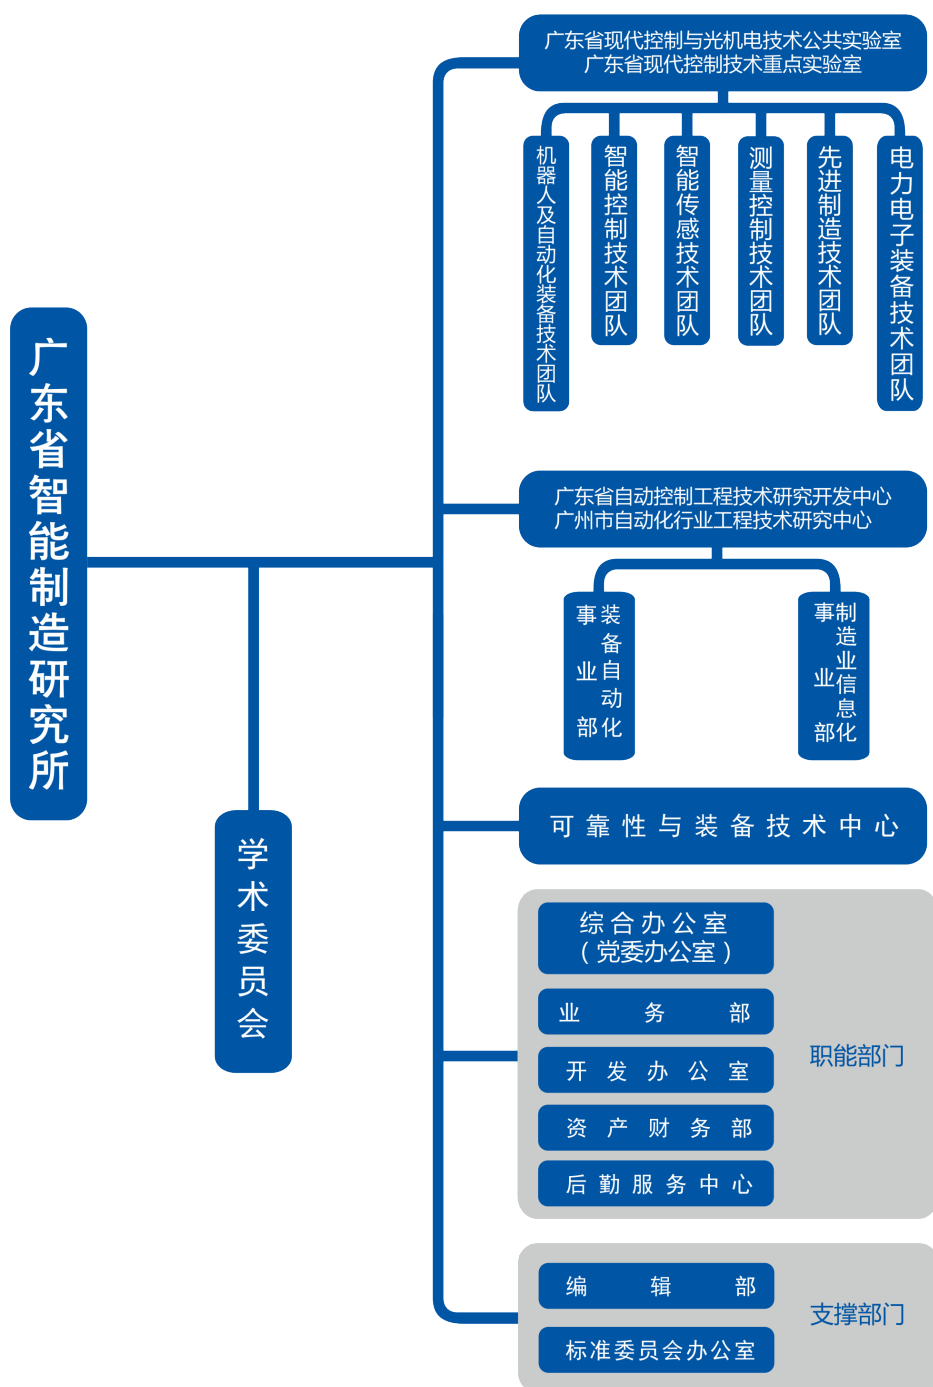 广东省智能制造研究所
学术委员会
广东省现代控制与光机电技术公共实验室
广东省现代控制技术重点实验室
机器人及自动化装备技术团队
智能控制技术团队
智能传感技术团队
测量控制技术团队
先进制造技术团队
电力电子装备技术团队
广东省自动控制工程技术研究开发中心
广州市自动化行业工程技术研究中心
装备自动化
事业部
制造业信息化
事业部
可靠性与装备技术中心
综合办公室
（党委办公室）
业务部
开发办公室
资产财务部
后勤服务中心
职能部门
编辑部
标准委员会办公室
支撑部门